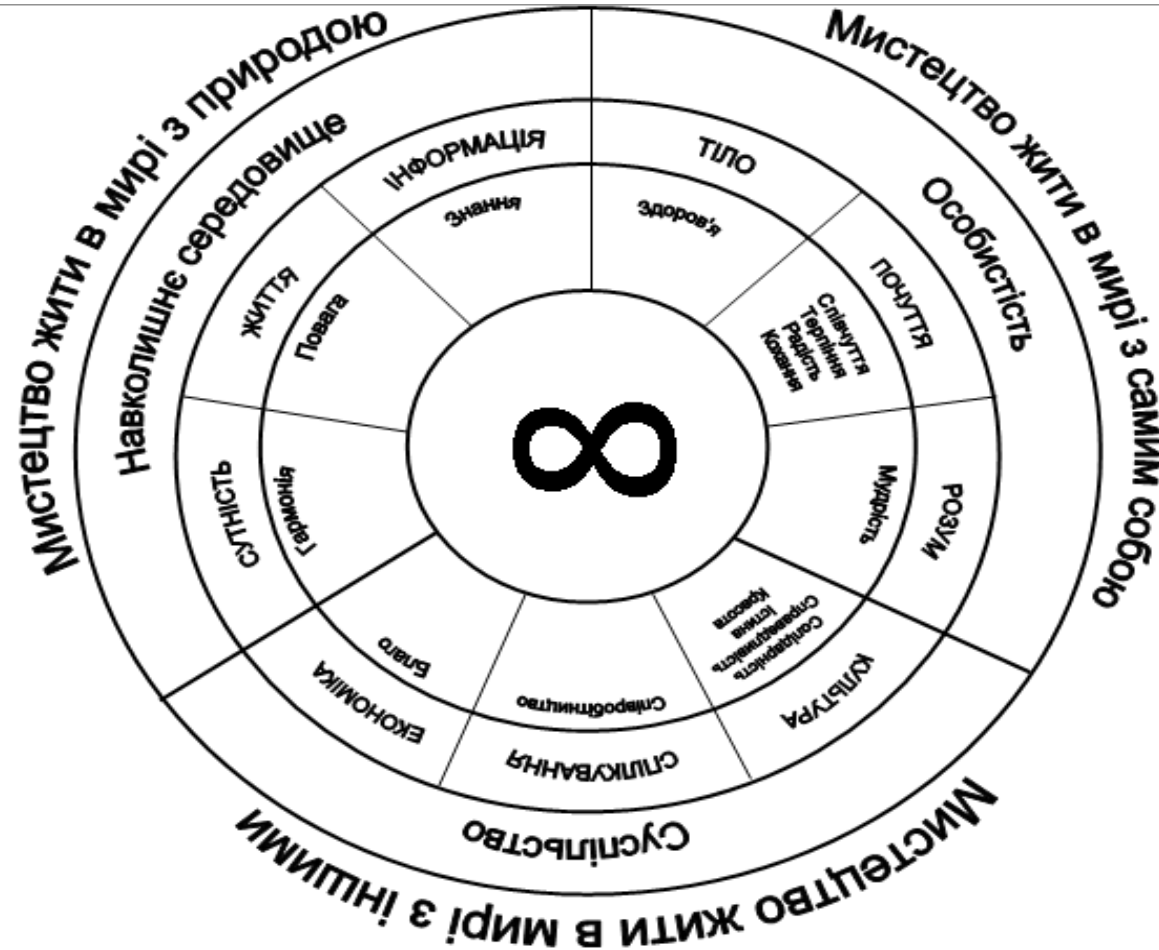 Мистецтво жити в мирі з природою
Мистецтво жити в мирі з самим собою
Мистецтво жити в мирі з іншими
Навколишнє середовище
Особистість
Суспільство
ІНФОРМАЦІЯ
ТІЛО
ПОЧУТТЯ
РОЗУМ
КУЛЬТУРА
СПІЛКУВАННЯ
ЕКОНОМІКА
СУТНІСТЬ
ЖИТТЯ
Знання
Здоров'я
Співчуття
Терпіння
Радість
Кохання
Мудрість
Солідарність
Справедливість
Істина
Красота
Співробітництво
Благо
Гармонія
Повага
∞